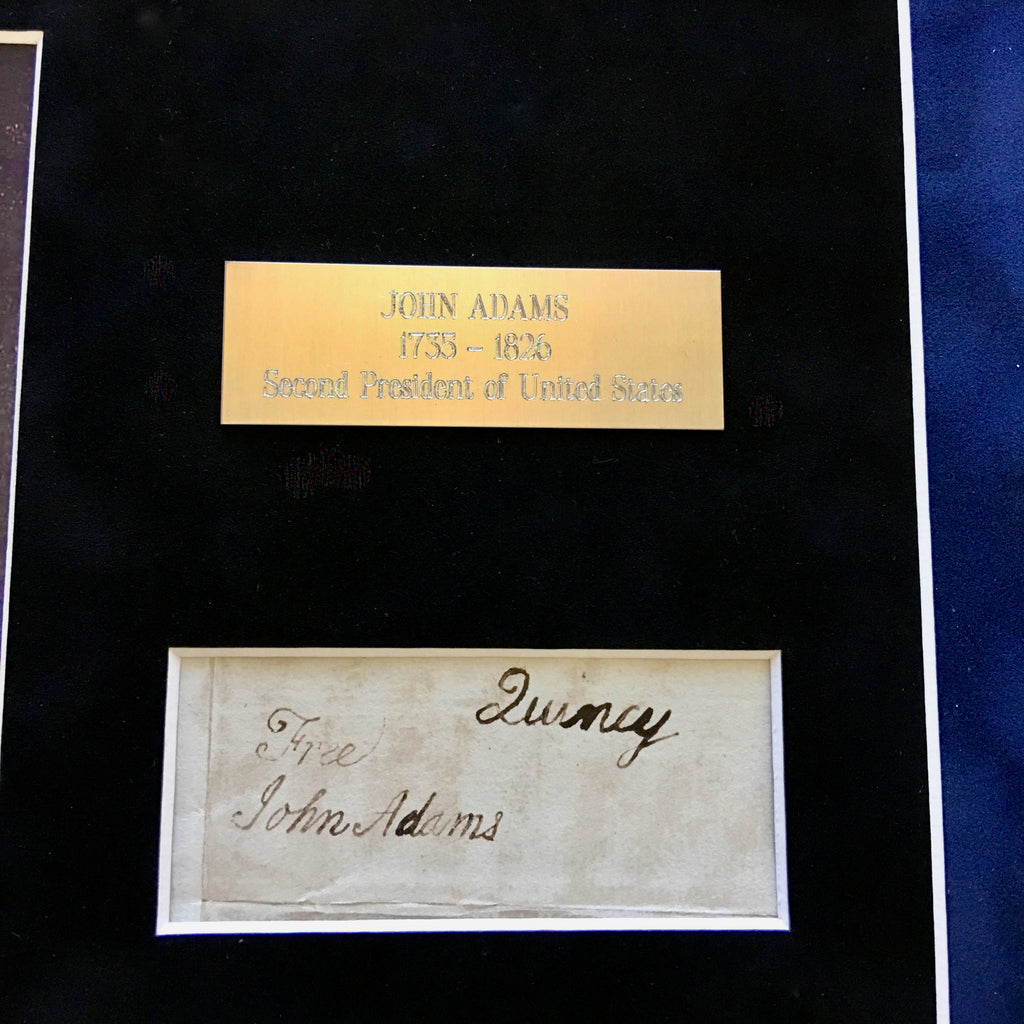 JOHN ADAMS
1735 - 1826
Second President of United States
Quincy
Free
John Adams